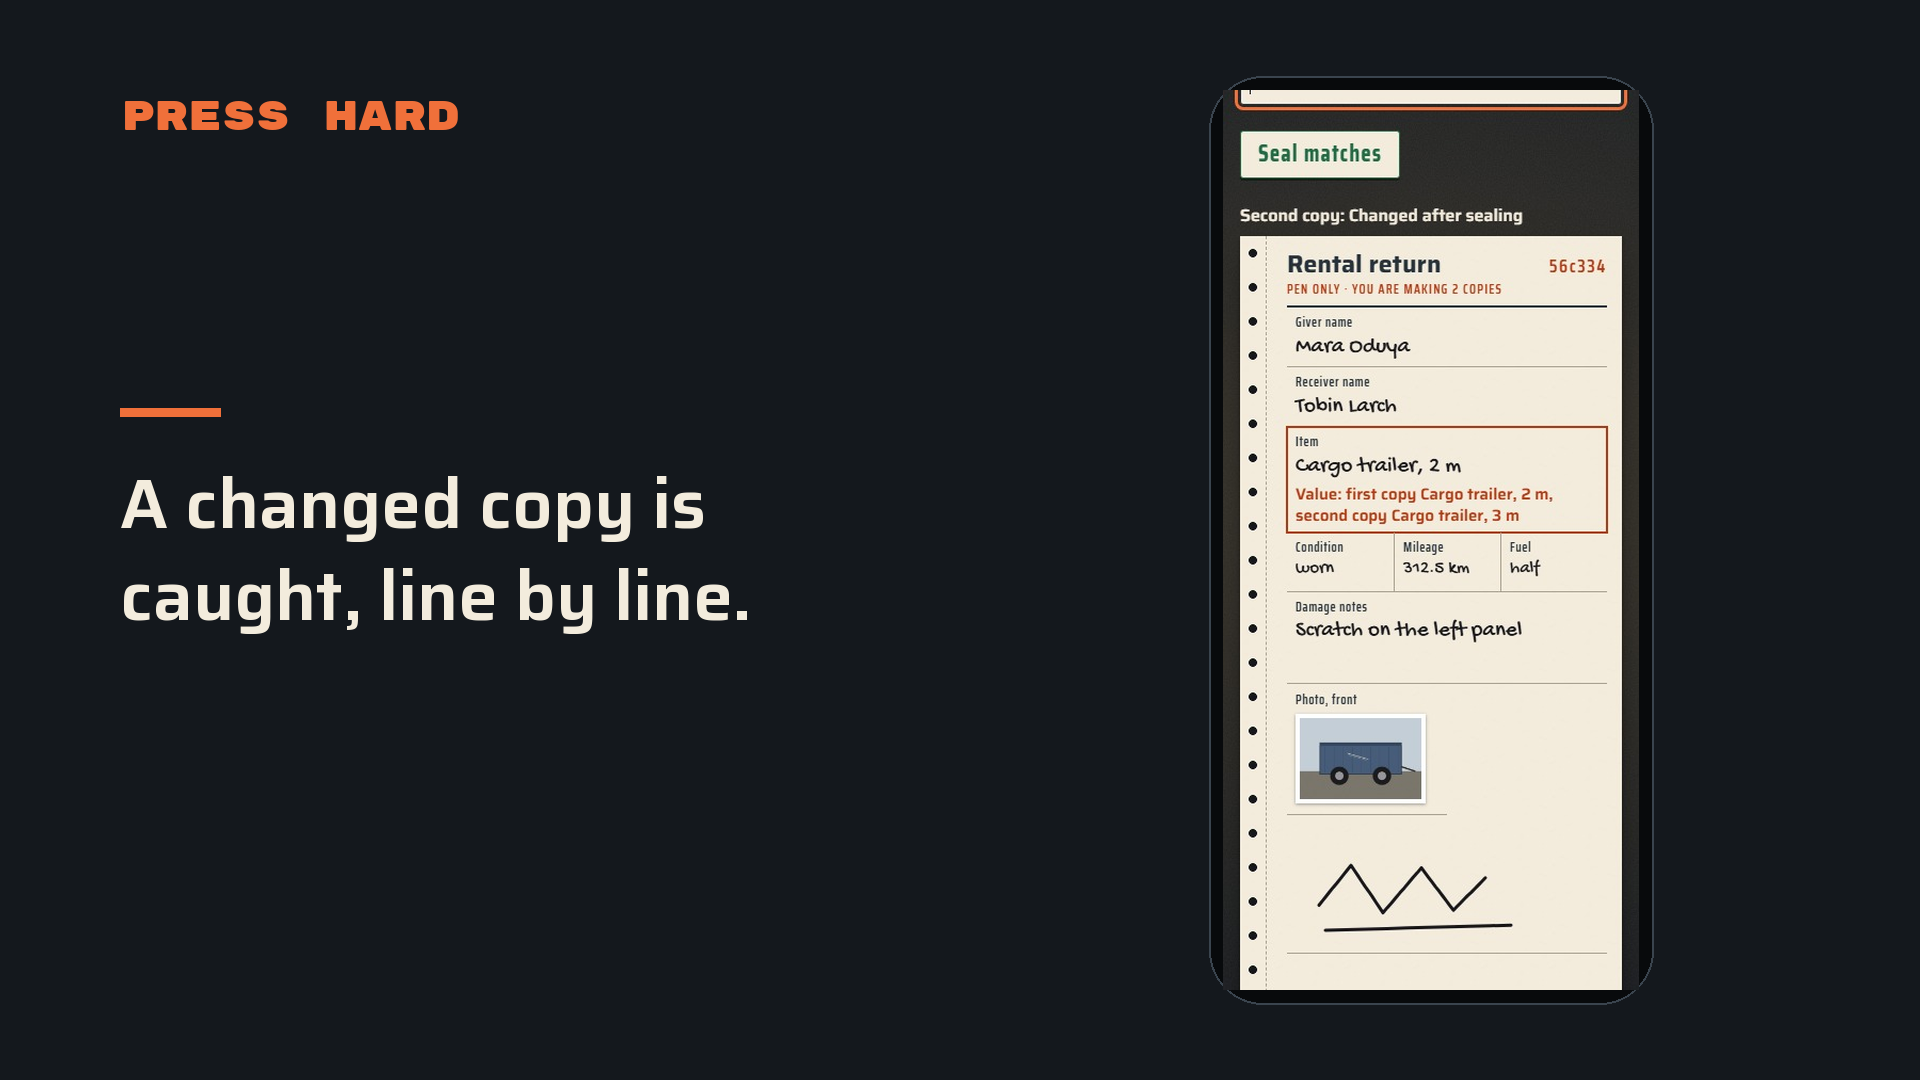 PRESS HARD
A changed copy is
caught, line by line.
Seal matches
Second copy: Changed after sealing
Rental return
56c334
PEN ONLY · YOU ARE MAKING 2 COPIES
Giver name
Mara Oduya
Receiver name
Tobin Larch
Item
Cargo trailer, 2 m
Value: first copy Cargo trailer, 2 m,
second copy Cargo trailer, 3 m
Condition
worn
Mileage
312.5 km
Fuel
half
Damage notes
Scratch on the left panel
Photo, front